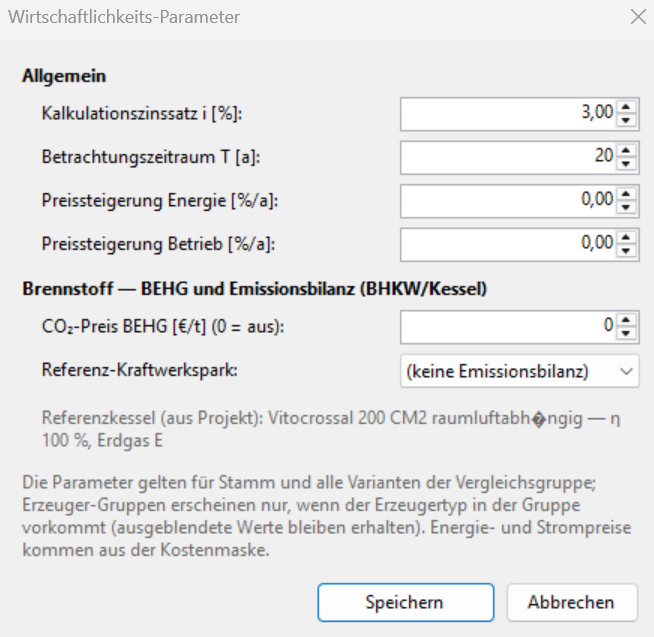 Wirtschaftlichkeits-Parameter
Allgemein
Kalkulationszinssatz i [%]: 3,00
Betrachtungszeitraum T [a]: 20
Preissteigerung Energie [%/a]: 0,00
Preissteigerung Betrieb [%/a]: 0,00
Brennstoff — BEHG und Emissionsbilanz (BHKW/Kessel)
CO₂-Preis BEHG [€/t] (0 = aus): 0
Referenz-Kraftwerkspark: (keine Emissionsbilanz)
Referenzkessel (aus Projekt): Vitocrossal 200 CM2 raumluftabh�ngig — η
100 %, Erdgas E
Die Parameter gelten für Stamm und alle Varianten der Vergleichsgruppe;
Erzeuger-Gruppen erscheinen nur, wenn der Erzeugertyp in der Gruppe
vorkommt (ausgeblendete Werte bleiben erhalten). Energie- und Strompreise
kommen aus der Kostenmaske.
Speichern Abbrechen